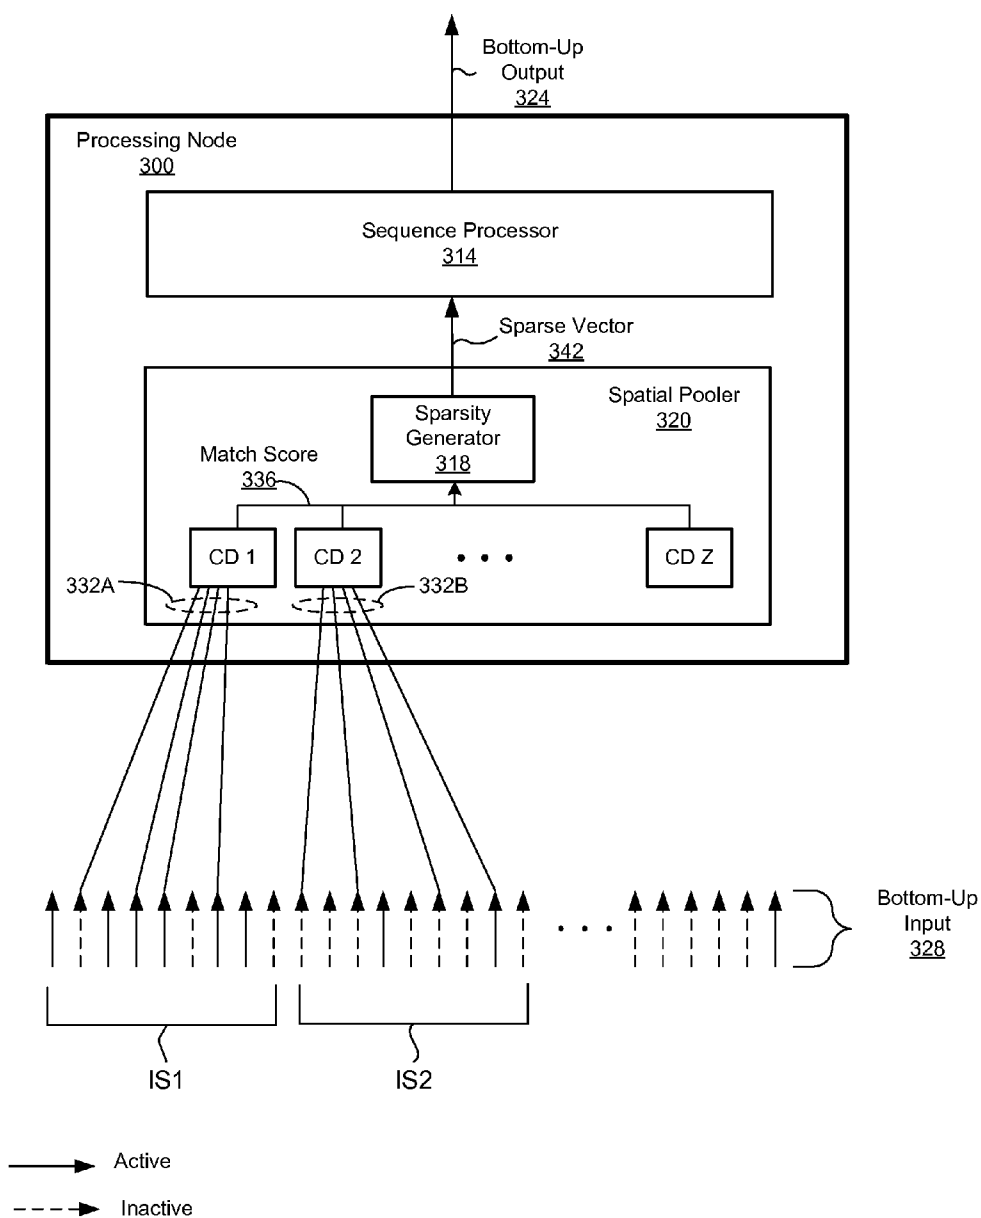 Bottom-Up
Output
324
Processing Node
300
Sequence Processor
314
Sparse Vector
342
Spatial Pooler
320
Sparsity
Generator
318
Match Score
336
CD 1
CD 2
• • •
CD Z
332A
332B
Bottom-Up
Input
328
• • •
IS1
IS2
Active
Inactive